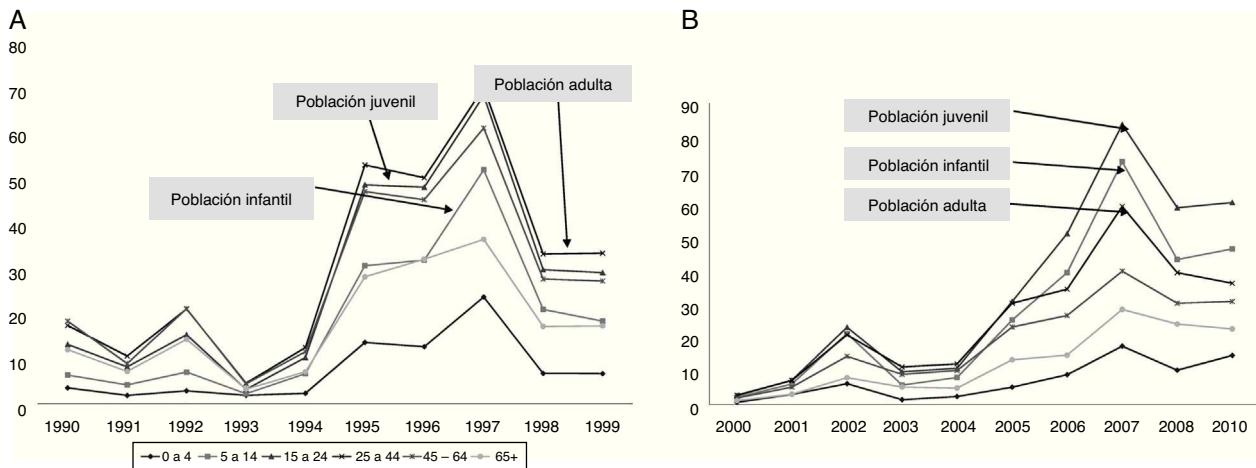 A
80
70
60
50
40
30
20
10
0
Población juvenil
Población adulta
Población infantil
1990 1991 1992 1993 1994 1995 1996 1997 1998 1999
0 a 4 5 a 14 15 a 24 25 a 44 45 – 64 65+
B
90
80
70
60
50
40
30
20
10
0
Población juvenil
Población infantil
Población adulta
2000 2001 2002 2003 2004 2005 2006 2007 2008 2010